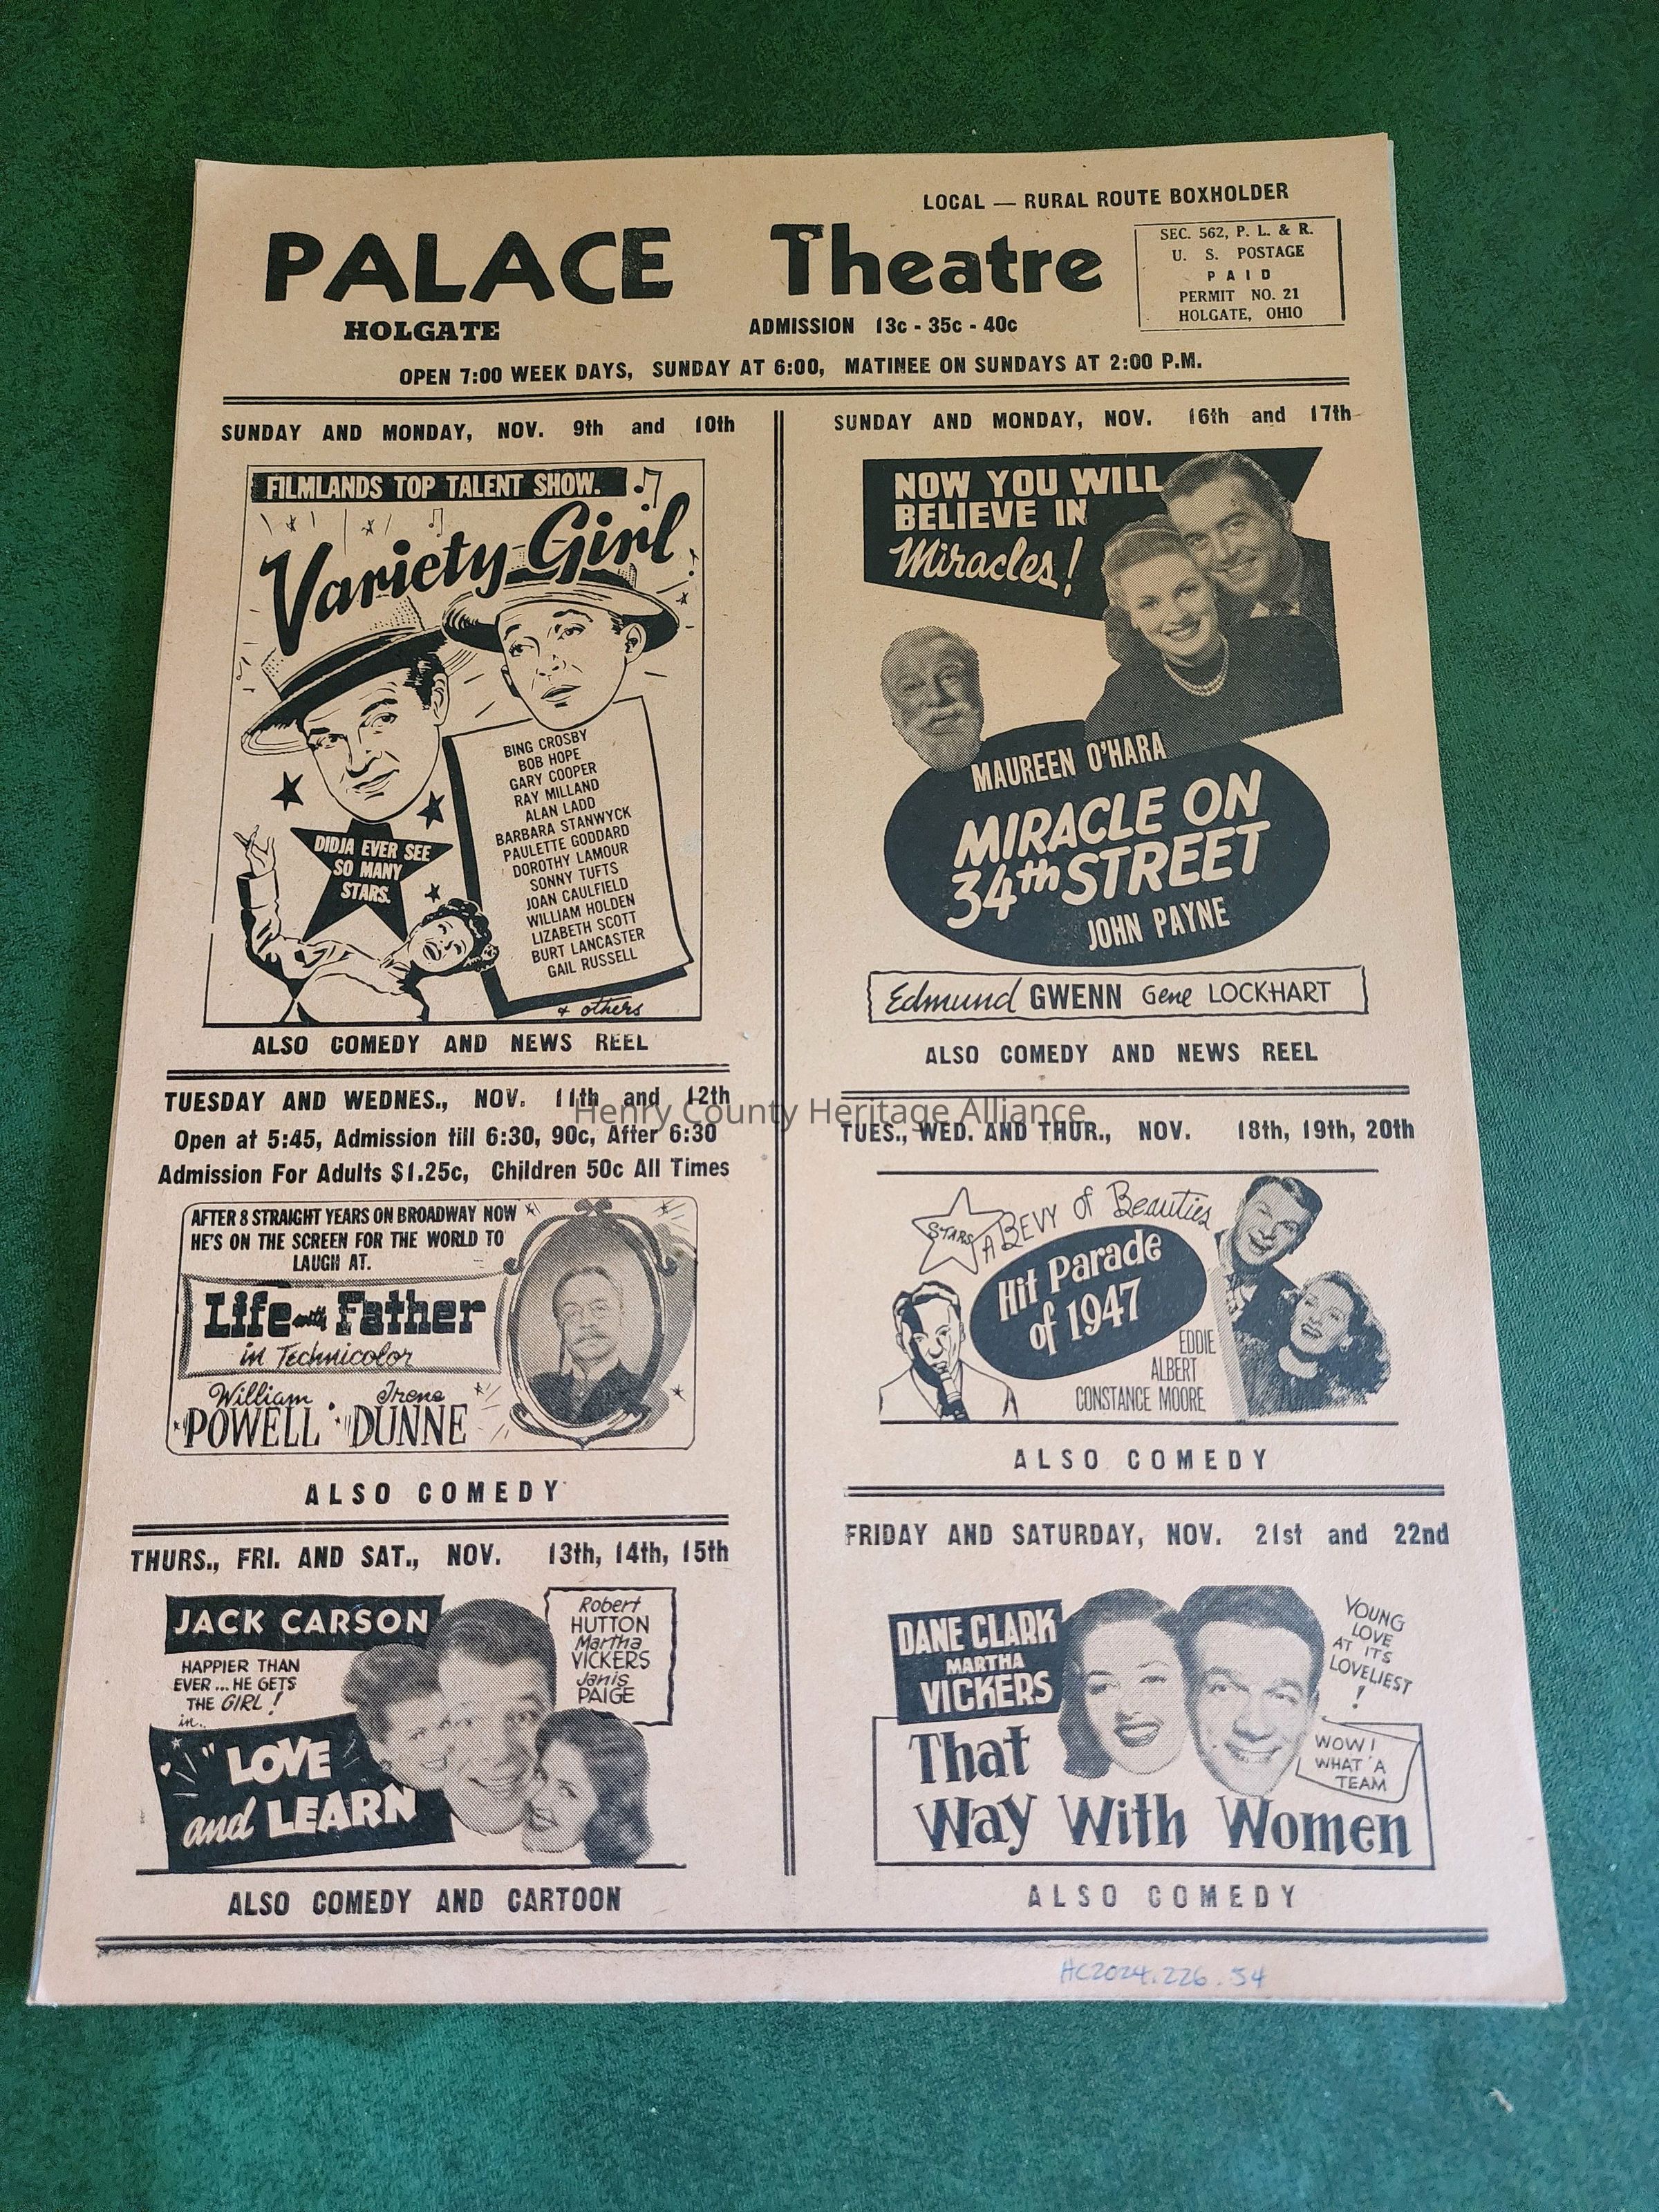 LOCAL — RURAL ROUTE BOXHOLDER
PALACE Theatre
SEC. 562, P. L. & R.
U. S. POSTAGE
PAID
PERMIT NO. 21
HOLGATE, OHIO
HOLGATE
ADMISSION 13c - 35c - 40c
OPEN 7:00 WEEK DAYS, SUNDAY AT 6:00, MATINEE ON SUNDAYS AT 2:00 P.M.
SUNDAY AND MONDAY, NOV. 9th and 10th
FILMLANDS TOP TALENT SHOW.
Variety Girl
BING CROSBY
BOB HOPE
GARY COOPER
RAY MILLAND
ALAN LADD
BARBARA STANWYCK
PAULETTE GODDARD
DOROTHY LAMOUR
SONNY TUFTS
JOAN CAULFIELD
WILLIAM HOLDEN
LIZABETH SCOTT
BURT LANCASTER
GAIL RUSSELL
& others
DIDJA EVER SEE
SO MANY
STARS.
ALSO COMEDY AND NEWS REEL
TUESDAY AND WEDNES., NOV. 11th and 12th
Open at 5:45, Admission till 6:30, 90c, After 6:30
Admission For Adults $1.25c, Children 50c All Times
AFTER 8 STRAIGHT YEARS ON BROADWAY NOW
HE'S ON THE SCREEN FOR THE WORLD TO
LAUGH AT.
Life with Father
in Technicolor
William POWELL · Irene DUNNE
ALSO COMEDY
THURS., FRI. AND SAT., NOV. 13th, 14th, 15th
JACK CARSON
HAPPIER THAN
EVER... HE GETS
THE GIRL!
in..
"LOVE
and LEARN
Robert
HUTTON
Martha
VICKERS
Janis
PAIGE
ALSO COMEDY AND CARTOON
SUNDAY AND MONDAY, NOV. 16th and 17th
NOW YOU WILL
BELIEVE IN
Miracles!
MAUREEN O'HARA
MIRACLE ON
34th STREET
JOHN PAYNE
Edmund GWENN Gene LOCKHART
ALSO COMEDY AND NEWS REEL
Henry County Heritage Alliance
TUES., WED. AND THUR., NOV. 18th, 19th, 20th
STARS
A BEVY OF Beauties
Hit Parade
of 1947
EDDIE
ALBERT
CONSTANCE MOORE
ALSO COMEDY
FRIDAY AND SATURDAY, NOV. 21st and 22nd
DANE CLARK
MARTHA
VICKERS
YOUNG
LOVE
AT IT'S
LOVELIEST
!
That
Way With Women
WOW!
WHAT A
TEAM
ALSO COMEDY
HC2024.226.54